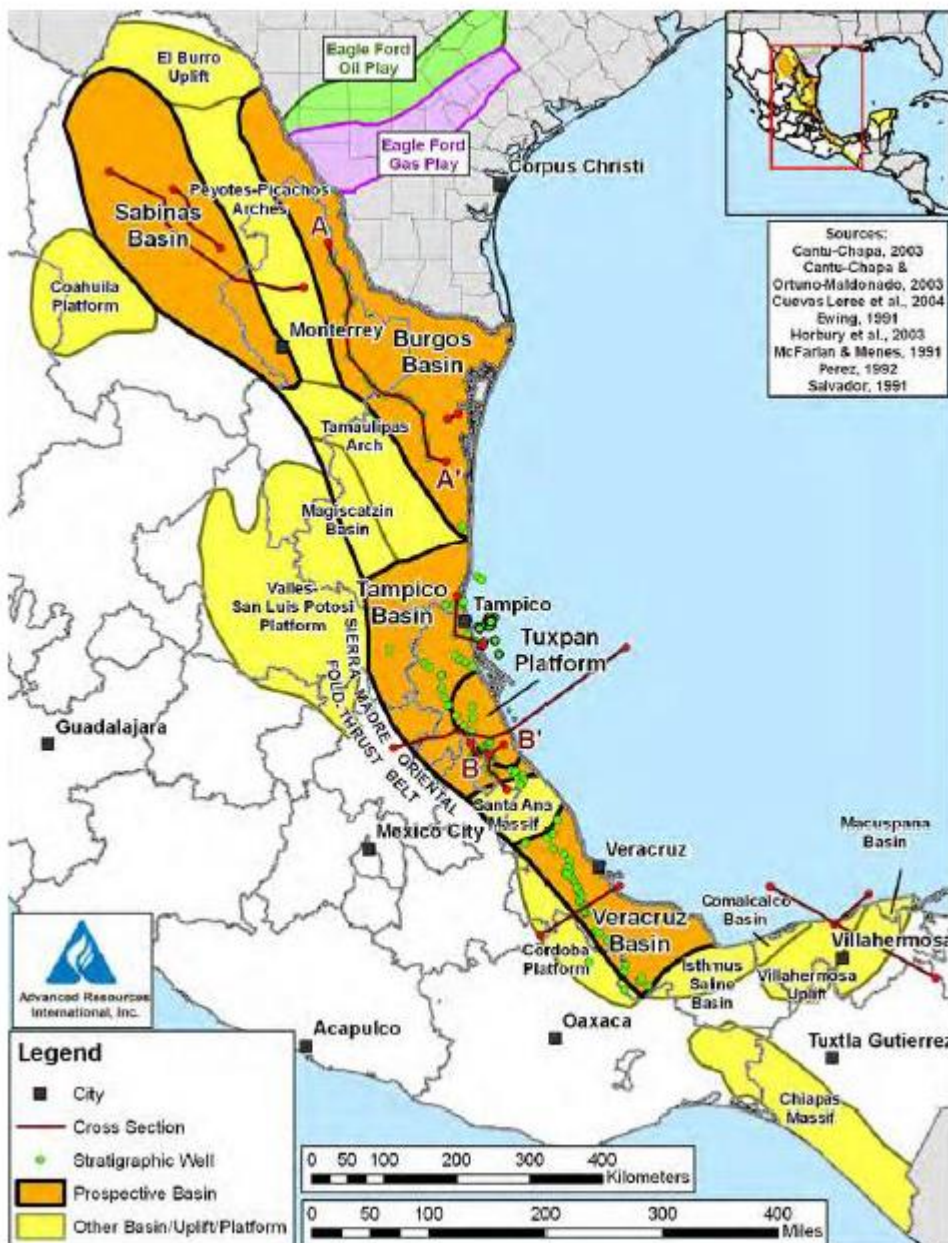 El Burro
Uplift
Eagle Ford
Oil Play
Eagle Ford
Gas Play
Corpus Christi
Peyotes-Picachos
Arches
Sabinas
Basin
A
Coahuila
Platform
Monterrey
Burgos
Basin
Sources:
Cantu-Chapa, 2003
Cantu-Chapa &
Ortuno-Maldonado, 2003
Cuevas Leree et al., 2004
Ewing, 1991
Horbury et al., 2003
McFarlan & Menes, 1991
Perez, 1992
Salvador, 1991
Tamaulipas
Arch
A'
Magiscatzin
Basin
Valles-
San Luis Potosi
Platform
Tampico
Basin
Tampico
Tuxpan
Platform
SIERRA MADRE ORIENTAL
FOLD-THRUST BELT
Guadalajara
B'
B
Santa Ana
Massif
Mexico City
Veracruz
Macuspana
Basin
Comalcalco
Basin
Veracruz
Basin
Cordoba
Platform
Villahermosa
Isthmus
Saline
Basin
Villahermosa
Uplift
Advanced Resources
International, Inc.
Acapulco
Oaxaca
Tuxtla Gutierrez
Chiapas
Massif
Legend
City
Cross Section
Stratigraphic Well
Prospective Basin
Other Basin/Uplift/Platform
0 50 100 200 300 400
Kilometers
0 50 100 200 300 400
Miles